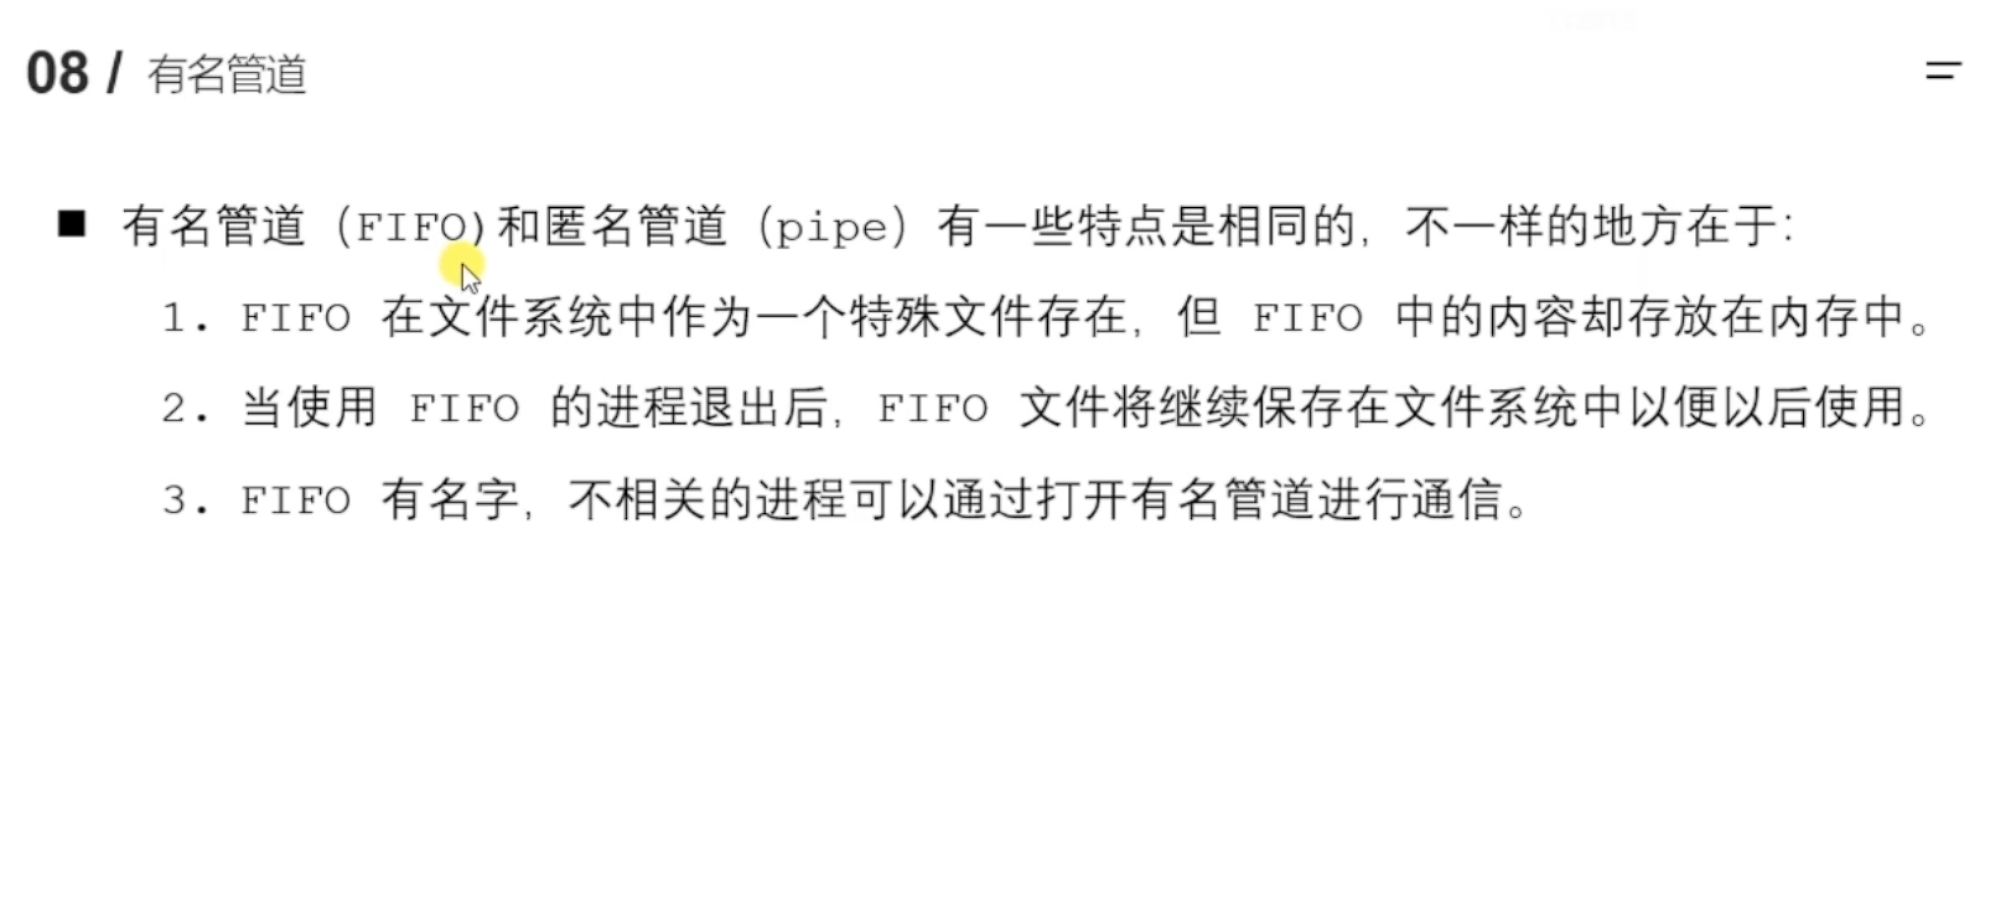 08 / 有名管道
■ 有名管道（FIFO)和匿名管道（pipe）有一些特点是相同的，不一样的地方在于：
1. FIFO 在文件系统中作为一个特殊文件存在，但 FIFO 中的内容却存放在内存中。
2. 当使用 FIFO 的进程退出后，FIFO 文件将继续保存在文件系统中以便以后使用。
3. FIFO 有名字，不相关的进程可以通过打开有名管道进行通信。